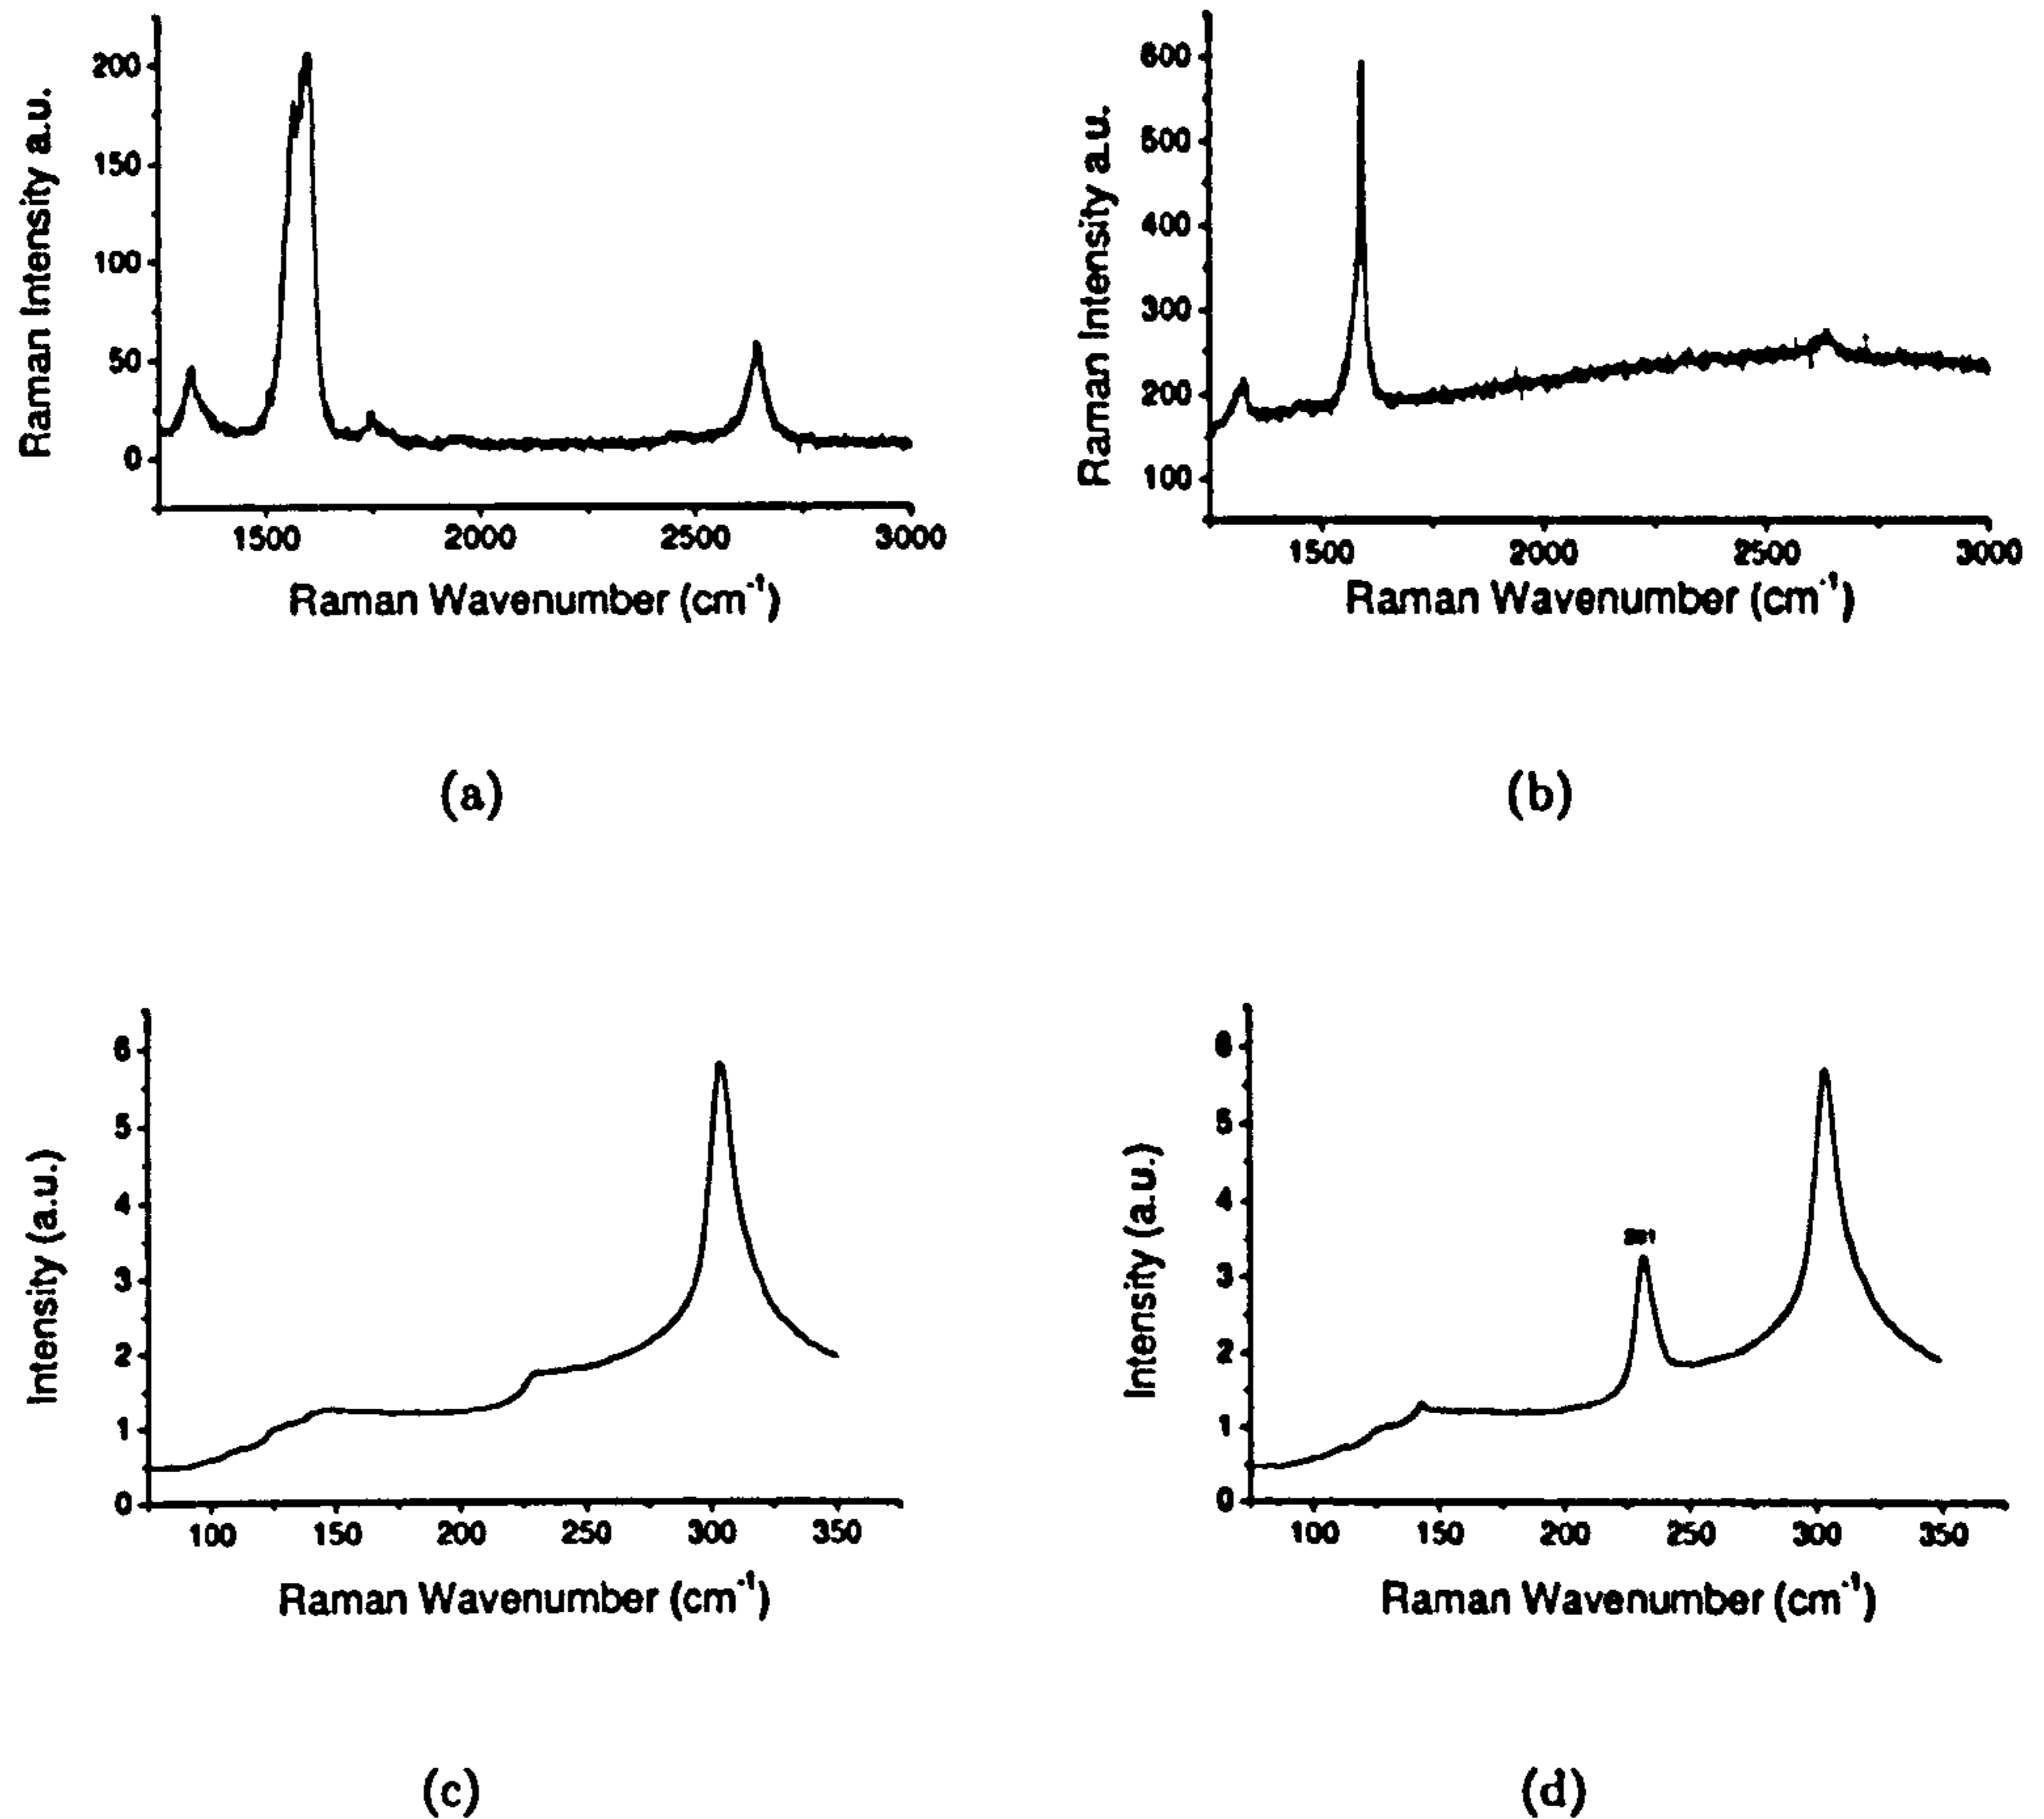 Raman Intensity a.u.
200
150
100
50
0
1500 2000 2500 3000
Raman Wavenumber (cm⁻¹)
(a)
Raman Intensity a.u.
600
500
400
300
200
100
1500 2000 2500 3000
Raman Wavenumber (cm⁻¹)
(b)
Intensity (a.u.)
6
5
4
3
2
1
0
100 150 200 250 300 350
Raman Wavenumber (cm⁻¹)
(c)
Intensity (a.u.)
6
5
4
3
2
1
0
100 150 200 250 300 350
Raman Wavenumber (cm⁻¹)
(d)